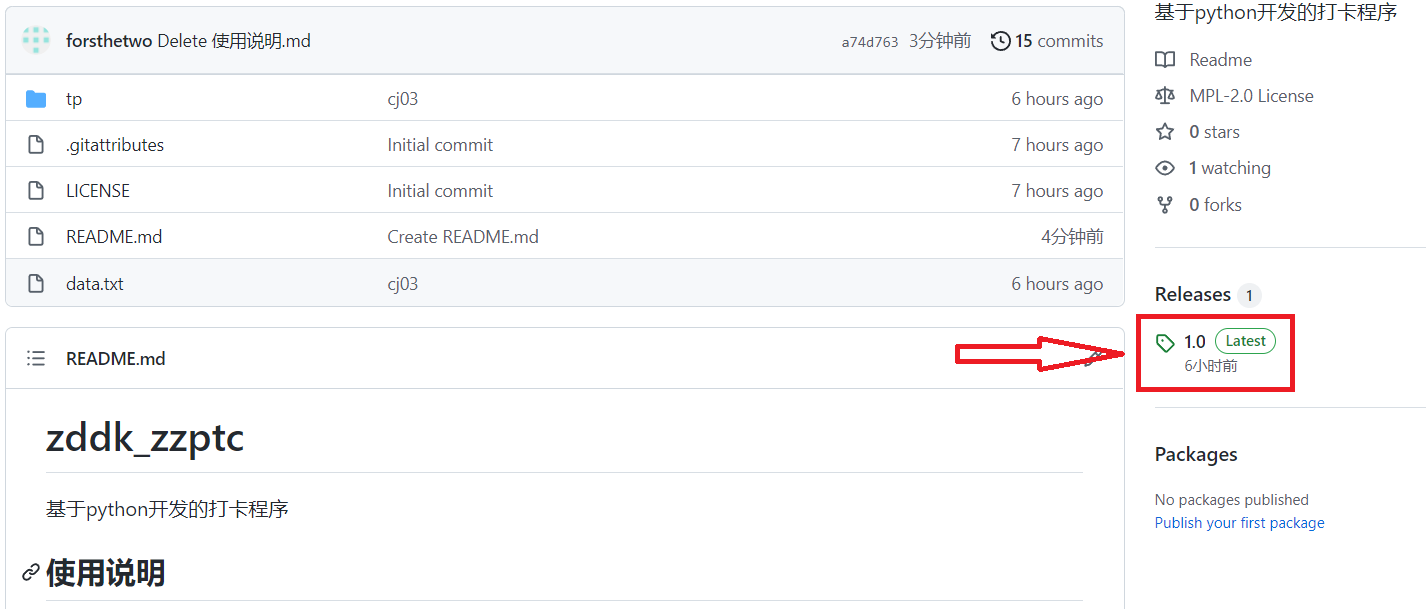 forsthetwo Delete 使用说明.md a74d763 3分钟前 15 commits
tp cj03 6 hours ago
.gitattributes Initial commit 7 hours ago
LICENSE Initial commit 7 hours ago
README.md Create README.md 4分钟前
data.txt cj03 6 hours ago
README.md
zddk_zzptc
基于python开发的打卡程序
使用说明
基于python开发的打卡程序
Readme
MPL-2.0 License
0 stars
1 watching
0 forks
Releases 1
1.0 Latest
6小时前
Packages
No packages published
Publish your first package